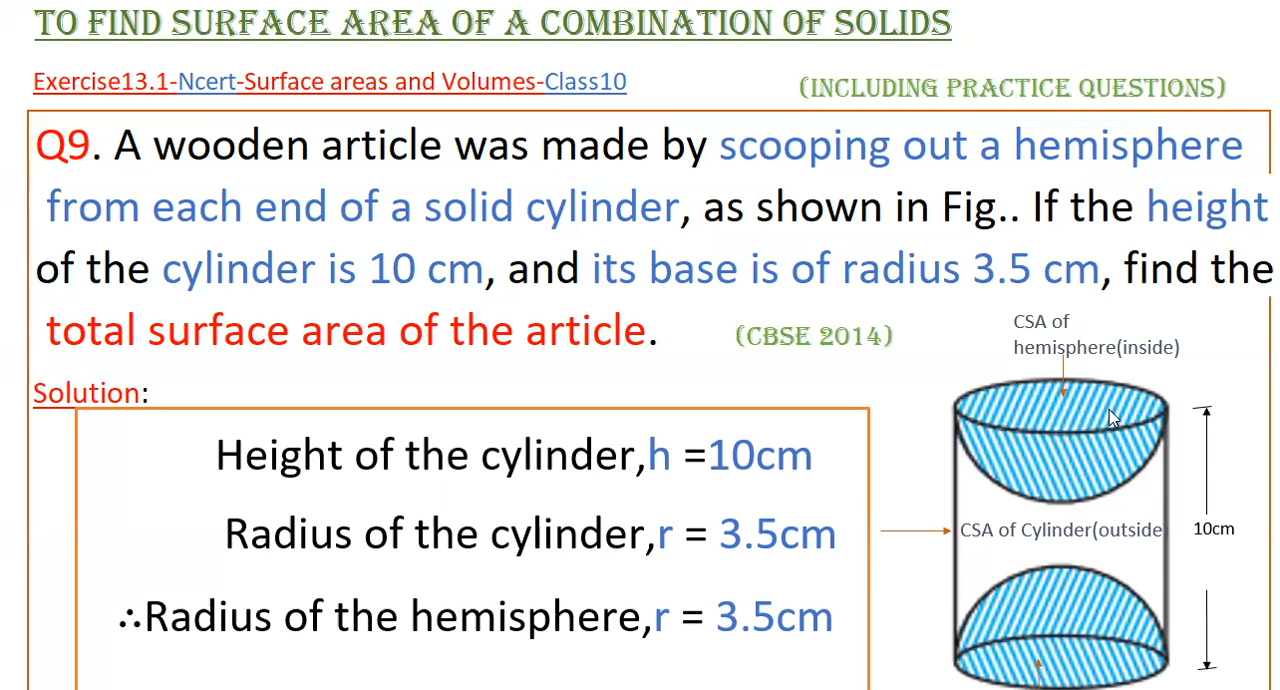 TO FIND SURFACE AREA OF A COMBINATION OF SOLIDS
Exercise13.1-Ncert-Surface areas and Volumes-Class10
(INCLUDING PRACTICE QUESTIONS)
Q9. A wooden article was made by scooping out a hemisphere
from each end of a solid cylinder, as shown in Fig.. If the height
of the cylinder is 10 cm, and its base is of radius 3.5 cm, find the
total surface area of the article.
(CBSE 2014)
Solution:
Height of the cylinder,h =10cm
Radius of the cylinder,r = 3.5cm
∴Radius of the hemisphere,r = 3.5cm
CSA of
hemisphere(inside)
CSA of Cylinder(outside
10cm